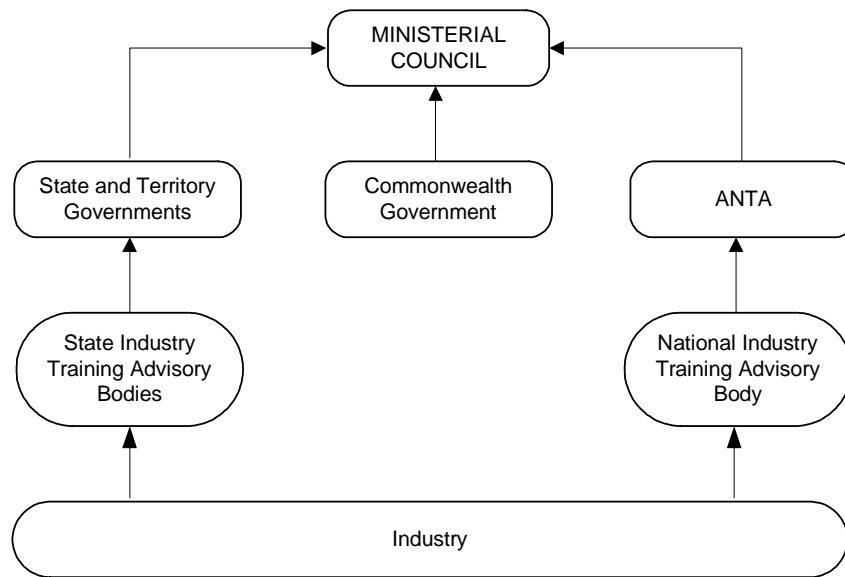 MINISTERIAL
COUNCIL
State and Territory
Governments
Commonwealth
Government
ANTA
State Industry
Training Advisory
Bodies
National Industry
Training Advisory
Body
Industry